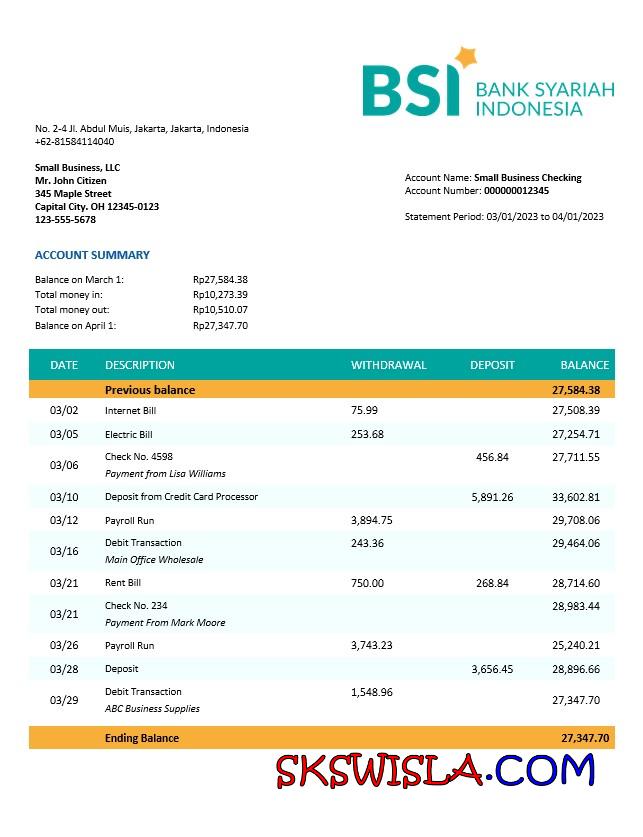 BSI BANK SYARIAH
INDONESIA
No. 2-4 Jl. Abdul Muis, Jakarta, Jakarta, Indonesia
+62-81584114040
Small Business, LLC
Mr. John Citizen
345 Maple Street
Capital City. OH 12345-0123
123-555-5678
Account Name: Small Business Checking
Account Number: 000000012345
Statement Period: 03/01/2023 to 04/01/2023
ACCOUNT SUMMARY
Balance on March 1: Rp27,584.38
Total money in: Rp10,273.39
Total money out: Rp10,510.07
Balance on April 1: Rp27,347.70
DATE DESCRIPTION WITHDRAWAL DEPOSIT BALANCE
Previous balance 27,584.38
03/02 Internet Bill 75.99 27,508.39
03/05 Electric Bill 253.68 27,254.71
03/06 Check No. 4598 456.84 27,711.55
Payment from Lisa Williams
03/10 Deposit from Credit Card Processor 5,891.26 33,602.81
03/12 Payroll Run 3,894.75 29,708.06
03/16 Debit Transaction 243.36 29,464.06
Main Office Wholesale
03/21 Rent Bill 750.00 268.84 28,714.60
03/21 Check No. 234 28,983.44
Payment From Mark Moore
03/26 Payroll Run 3,743.23 25,240.21
03/28 Deposit 3,656.45 28,896.66
03/29 Debit Transaction 1,548.96 27,347.70
ABC Business Supplies
Ending Balance 27,347.70
SKSWISLA.COM